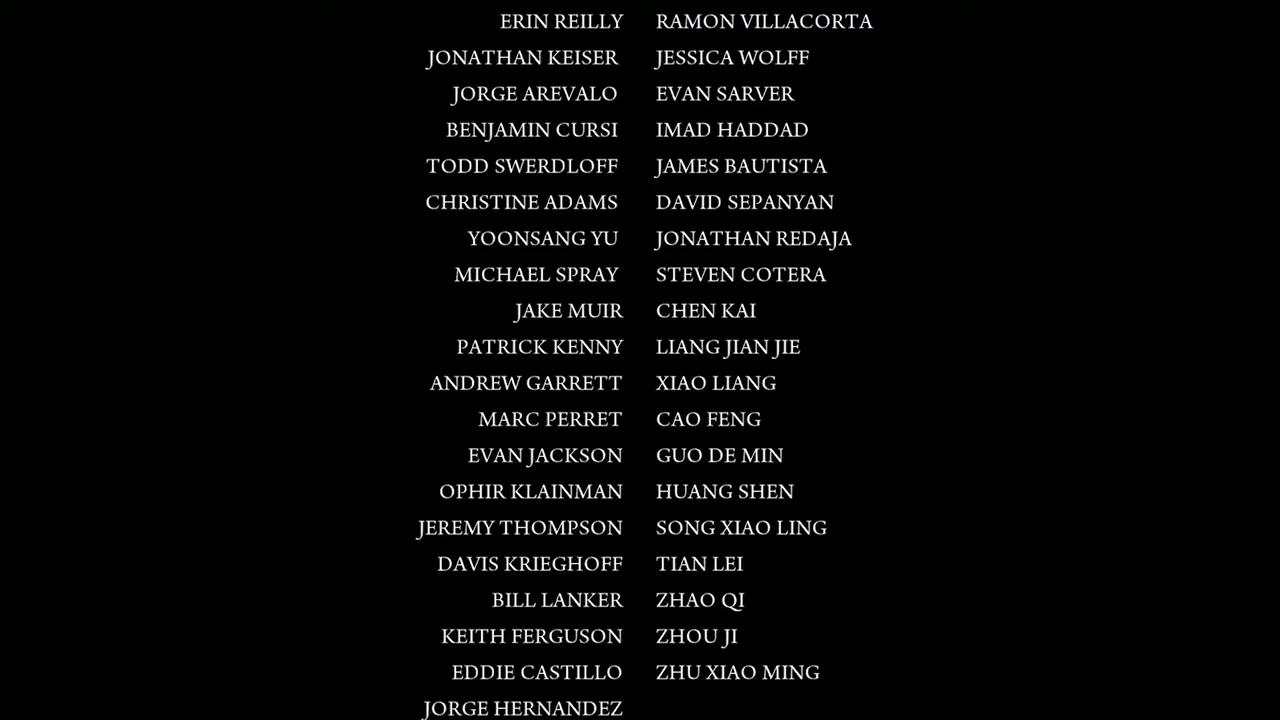 ERIN REILLY RAMON VILLACORTA
JONATHAN KEISER JESSICA WOLFF
JORGE AREVALO EVAN SARVER
BENJAMIN CURSI IMAD HADDAD
TODD SWERDLOFF JAMES BAUTISTA
CHRISTINE ADAMS DAVID SEPANYAN
YOONSANG YU JONATHAN REDAJA
MICHAEL SPRAY STEVEN COTERA
JAKE MUIR CHEN KAI
PATRICK KENNY LIANG JIAN JIE
ANDREW GARRETT XIAO LIANG
MARC PERRET CAO FENG
EVAN JACKSON GUO DE MIN
OPHIR KLAINMAN HUANG SHEN
JEREMY THOMPSON SONG XIAO LING
DAVIS KRIEGHOFF TIAN LEI
BILL LANKER ZHAO QI
KEITH FERGUSON ZHOU JI
EDDIE CASTILLO ZHU XIAO MING
JORGE HERNANDEZ